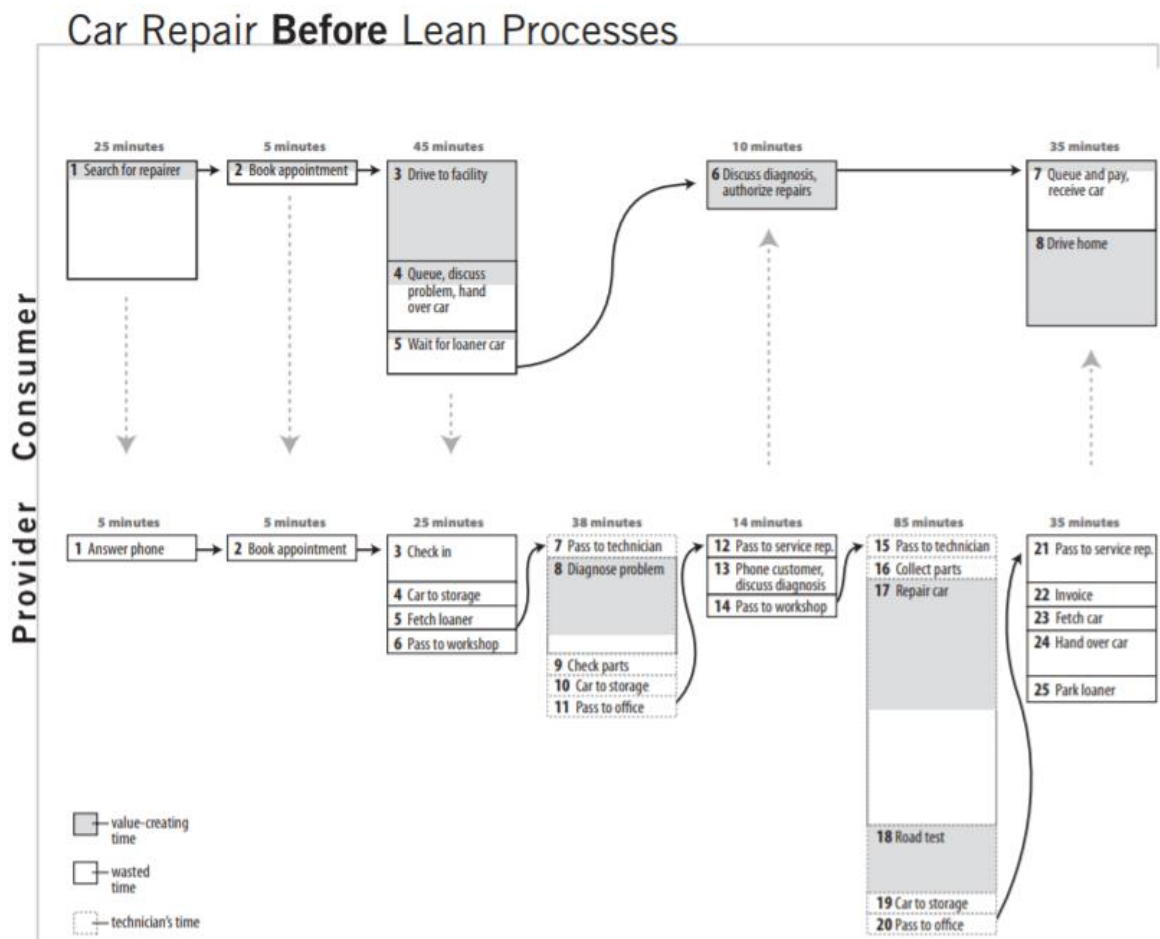 Car Repair Before Lean Processes
Consumer
25 minutes
1 Search for repairer
5 minutes
2 Book appointment
45 minutes
3 Drive to facility
4 Queue, discuss
problem, hand
over car
5 Wait for loaner car
10 minutes
6 Discuss diagnosis,
authorize repairs
35 minutes
7 Queue and pay,
receive car
8 Drive home
Provider
5 minutes
1 Answer phone
5 minutes
2 Book appointment
25 minutes
3 Check in
4 Car to storage
5 Fetch loaner
6 Pass to workshop
38 minutes
7 Pass to technician
8 Diagnose problem
9 Check parts
10 Car to storage
11 Pass to office
14 minutes
12 Pass to service rep.
13 Phone customer,
discuss diagnosis
14 Pass to workshop
85 minutes
15 Pass to technician
16 Collect parts
17 Repair car
18 Road test
19 Car to storage
20 Pass to office
35 minutes
21 Pass to service rep.
22 Invoice
23 Fetch car
24 Hand over car
25 Park loaner
value-creating
time
wasted
time
technician's time